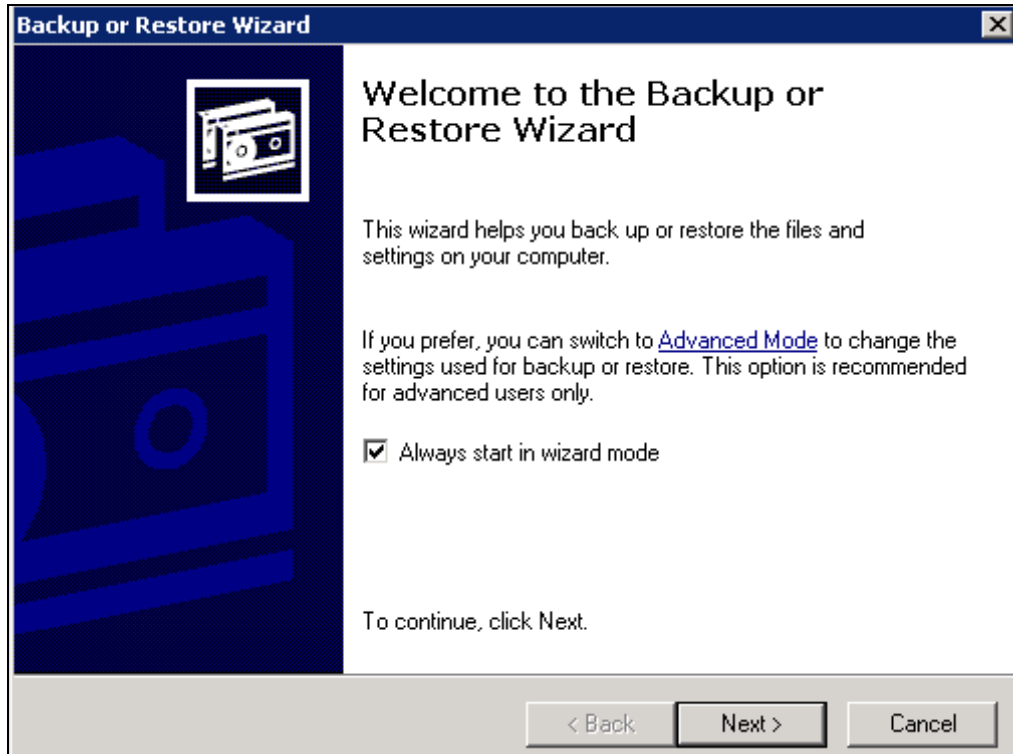 Backup or Restore Wizard
Welcome to the Backup or
Restore Wizard
This wizard helps you back up or restore the files and
settings on your computer.
If you prefer, you can switch to Advanced Mode to change the
settings used for backup or restore. This option is recommended
for advanced users only.
Always start in wizard mode
To continue, click Next.
< Back
Next >
Cancel